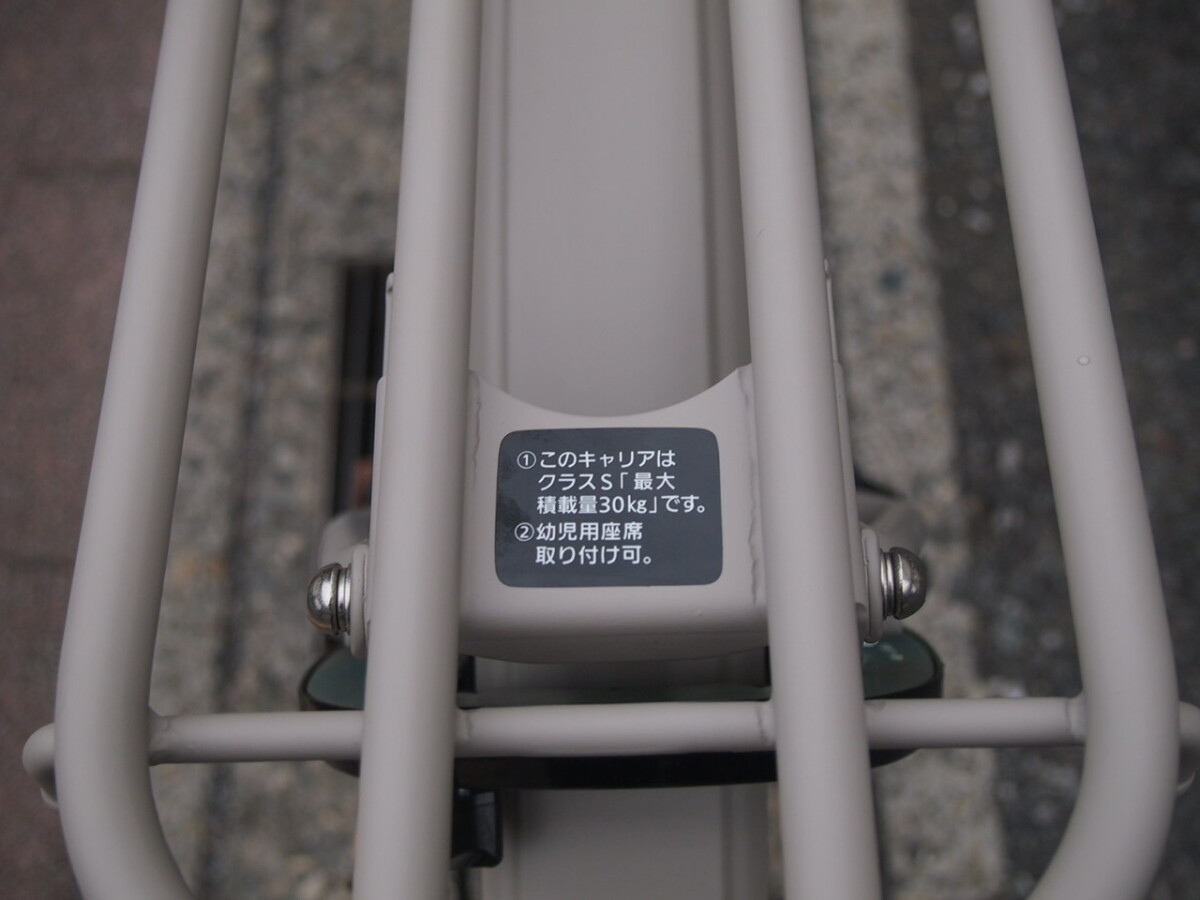 ①このキャリアは
クラスS「最大
積載量30kg」です。
②幼児用座席
取り付け可。